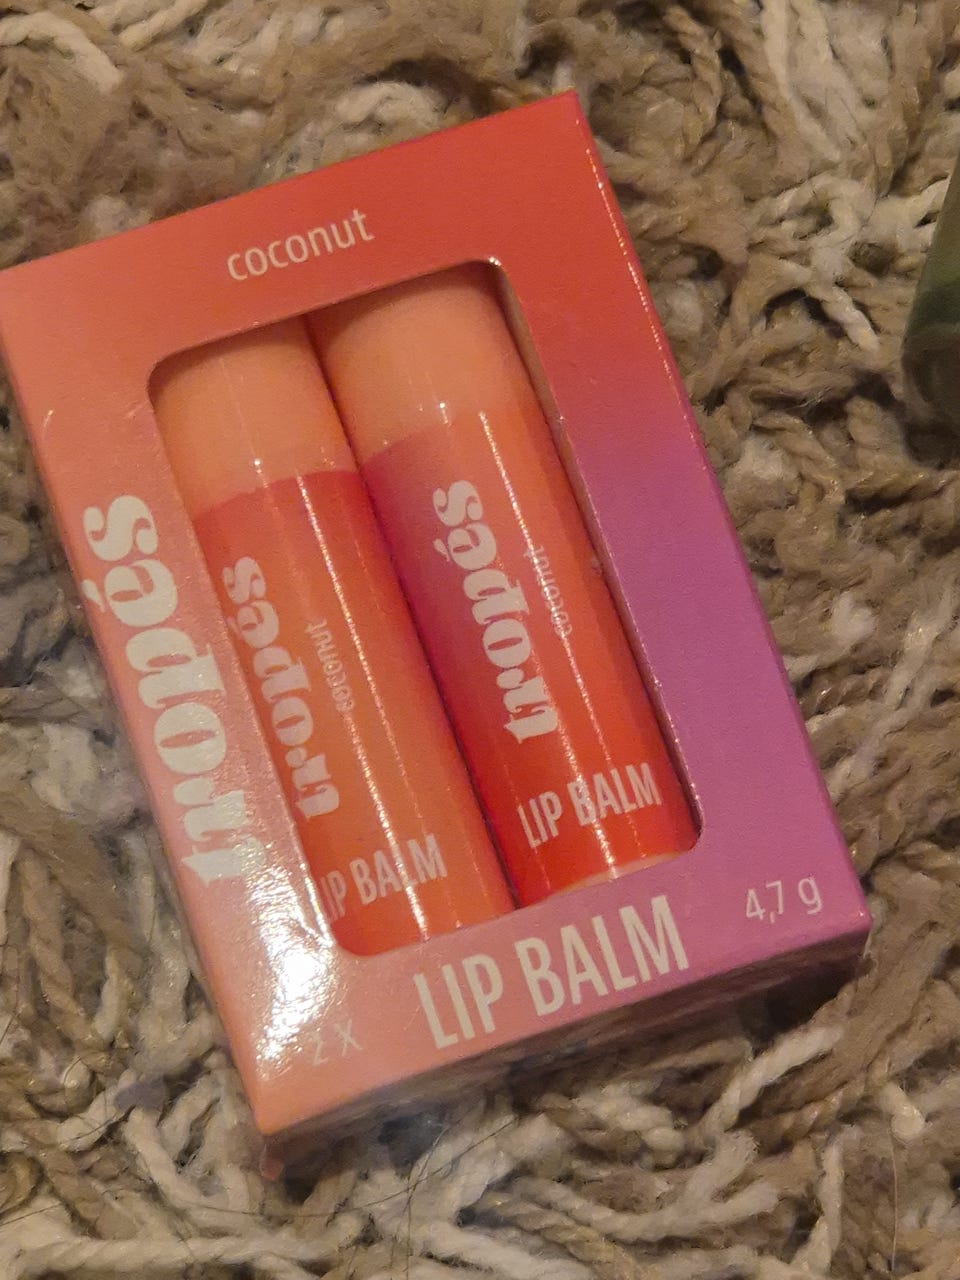 coconut
tropés
tropés
coconut
LIP BALM
tropés
coconut
LIP BALM
2 X
LIP BALM
4,7 g